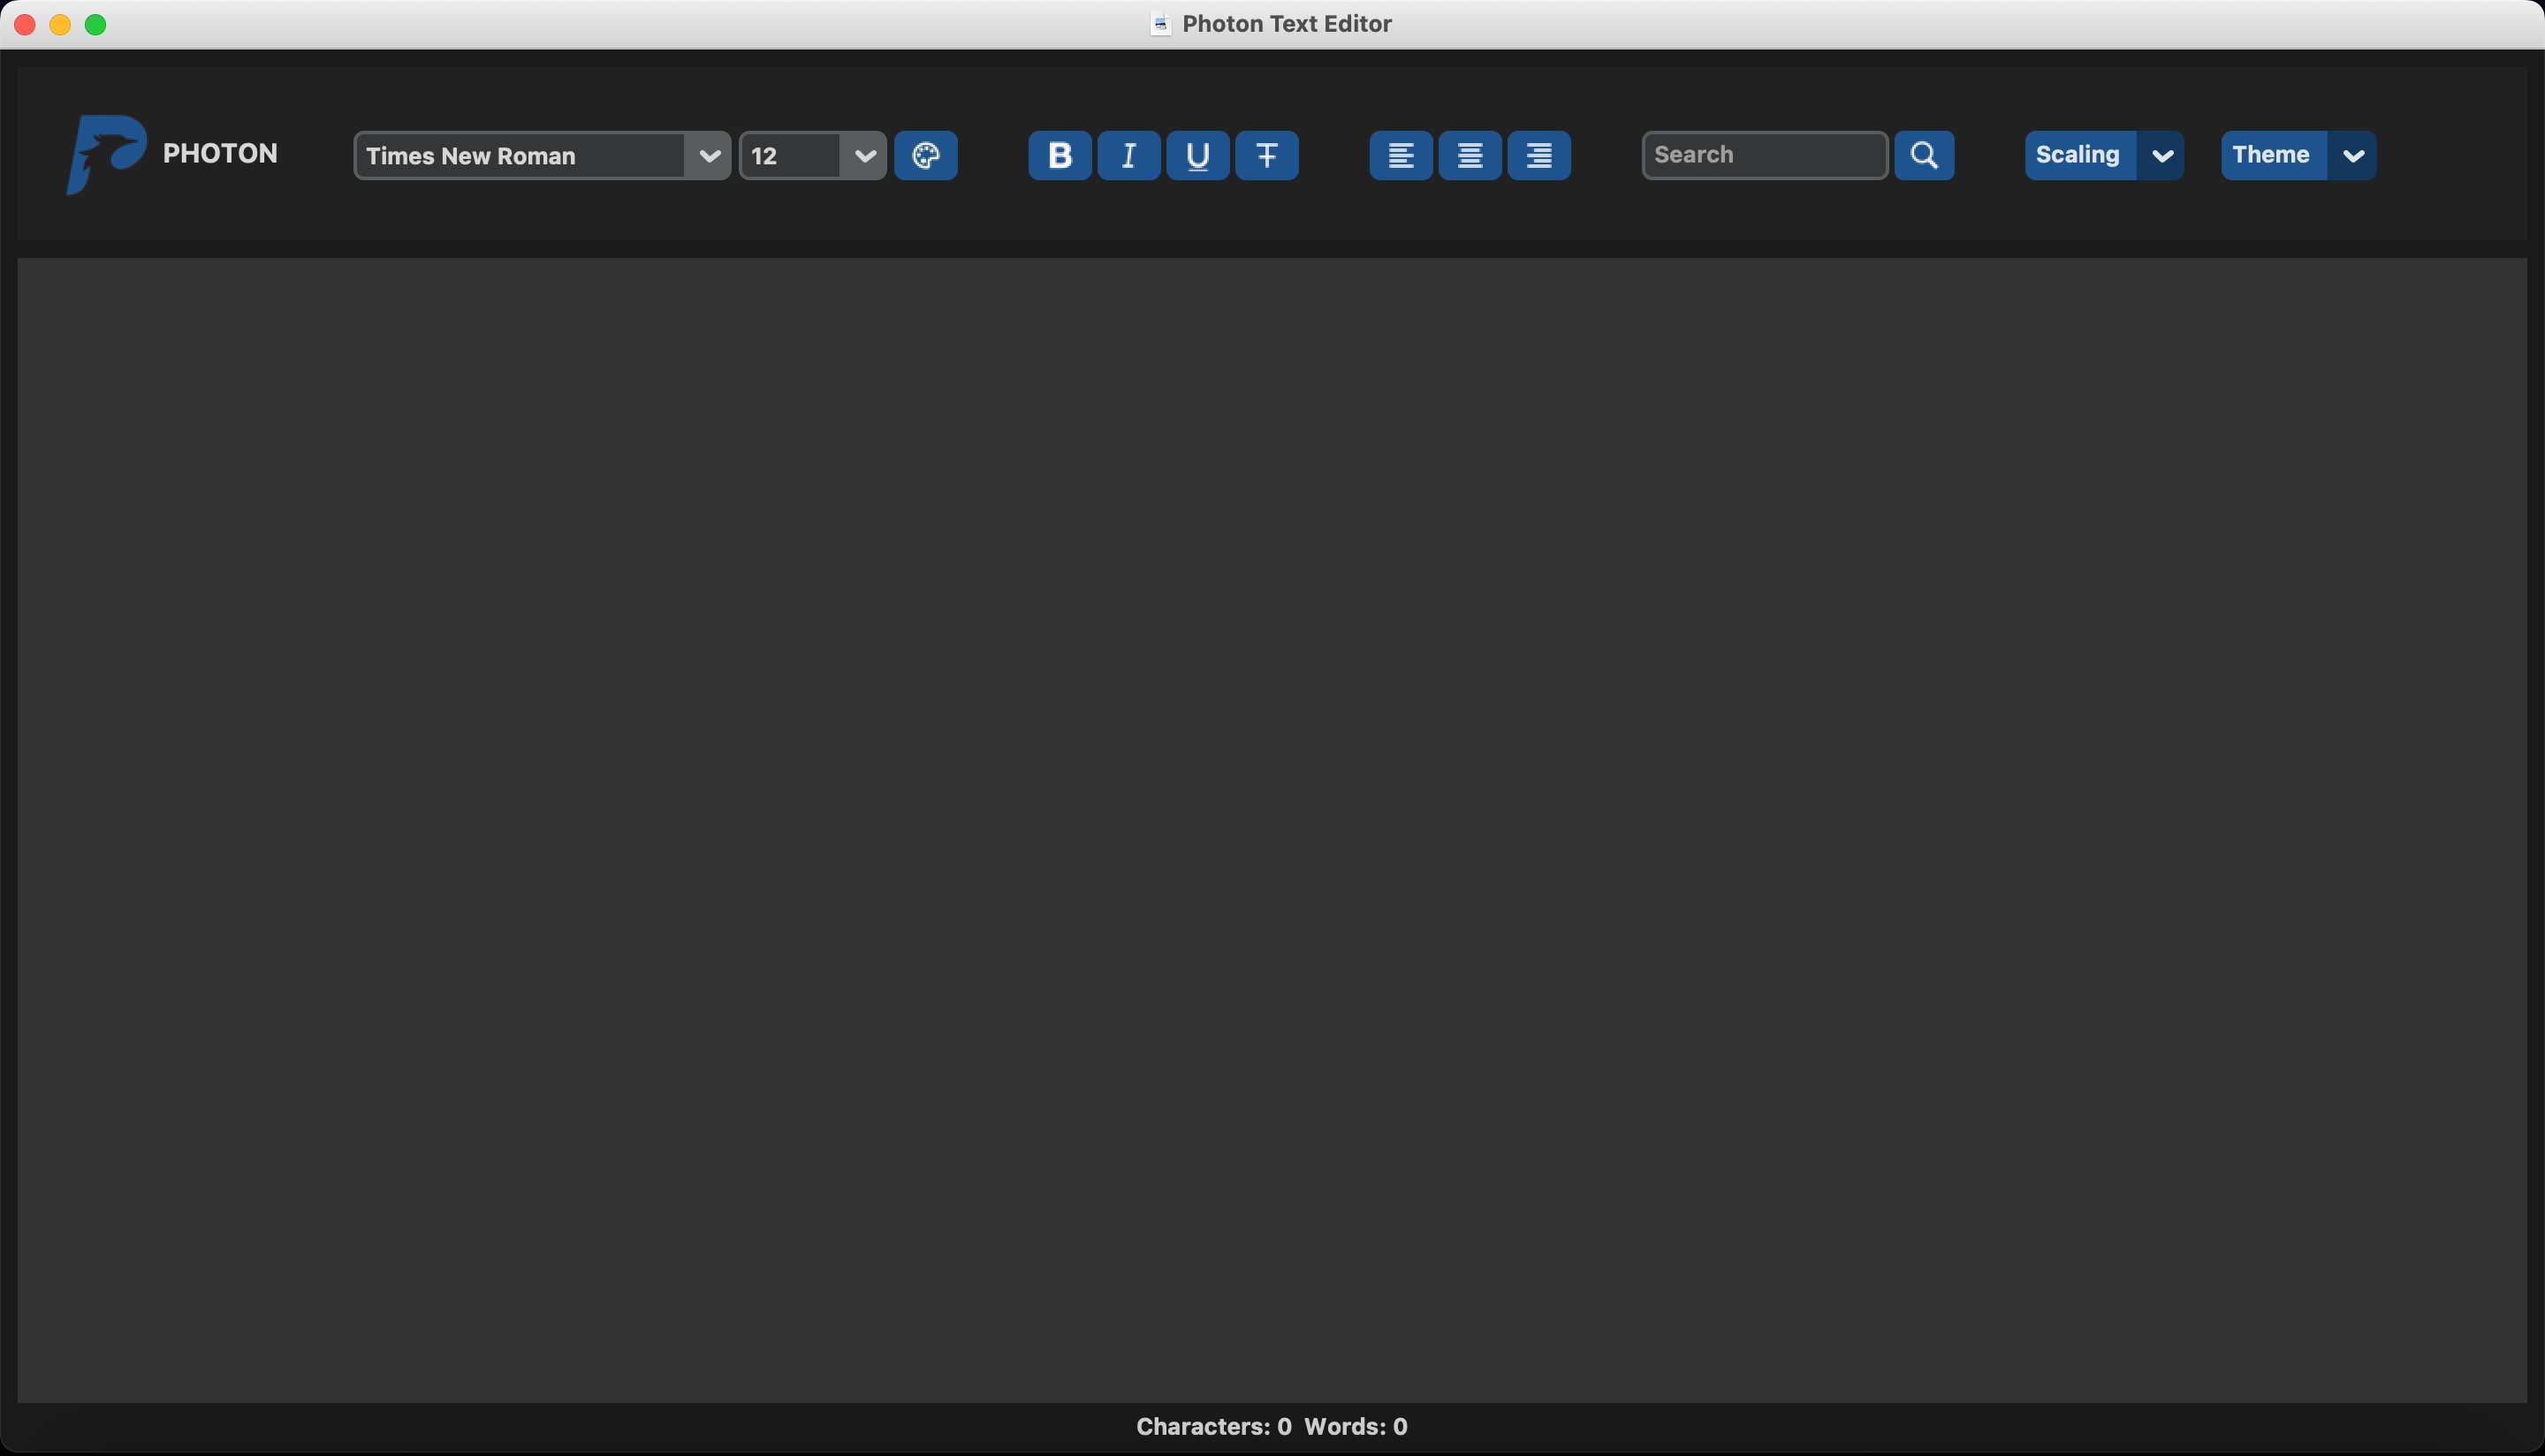 Photon Text Editor
PHOTON
Times New Roman
12
B I U T
Search
Scaling
Theme
Characters: 0 Words: 0